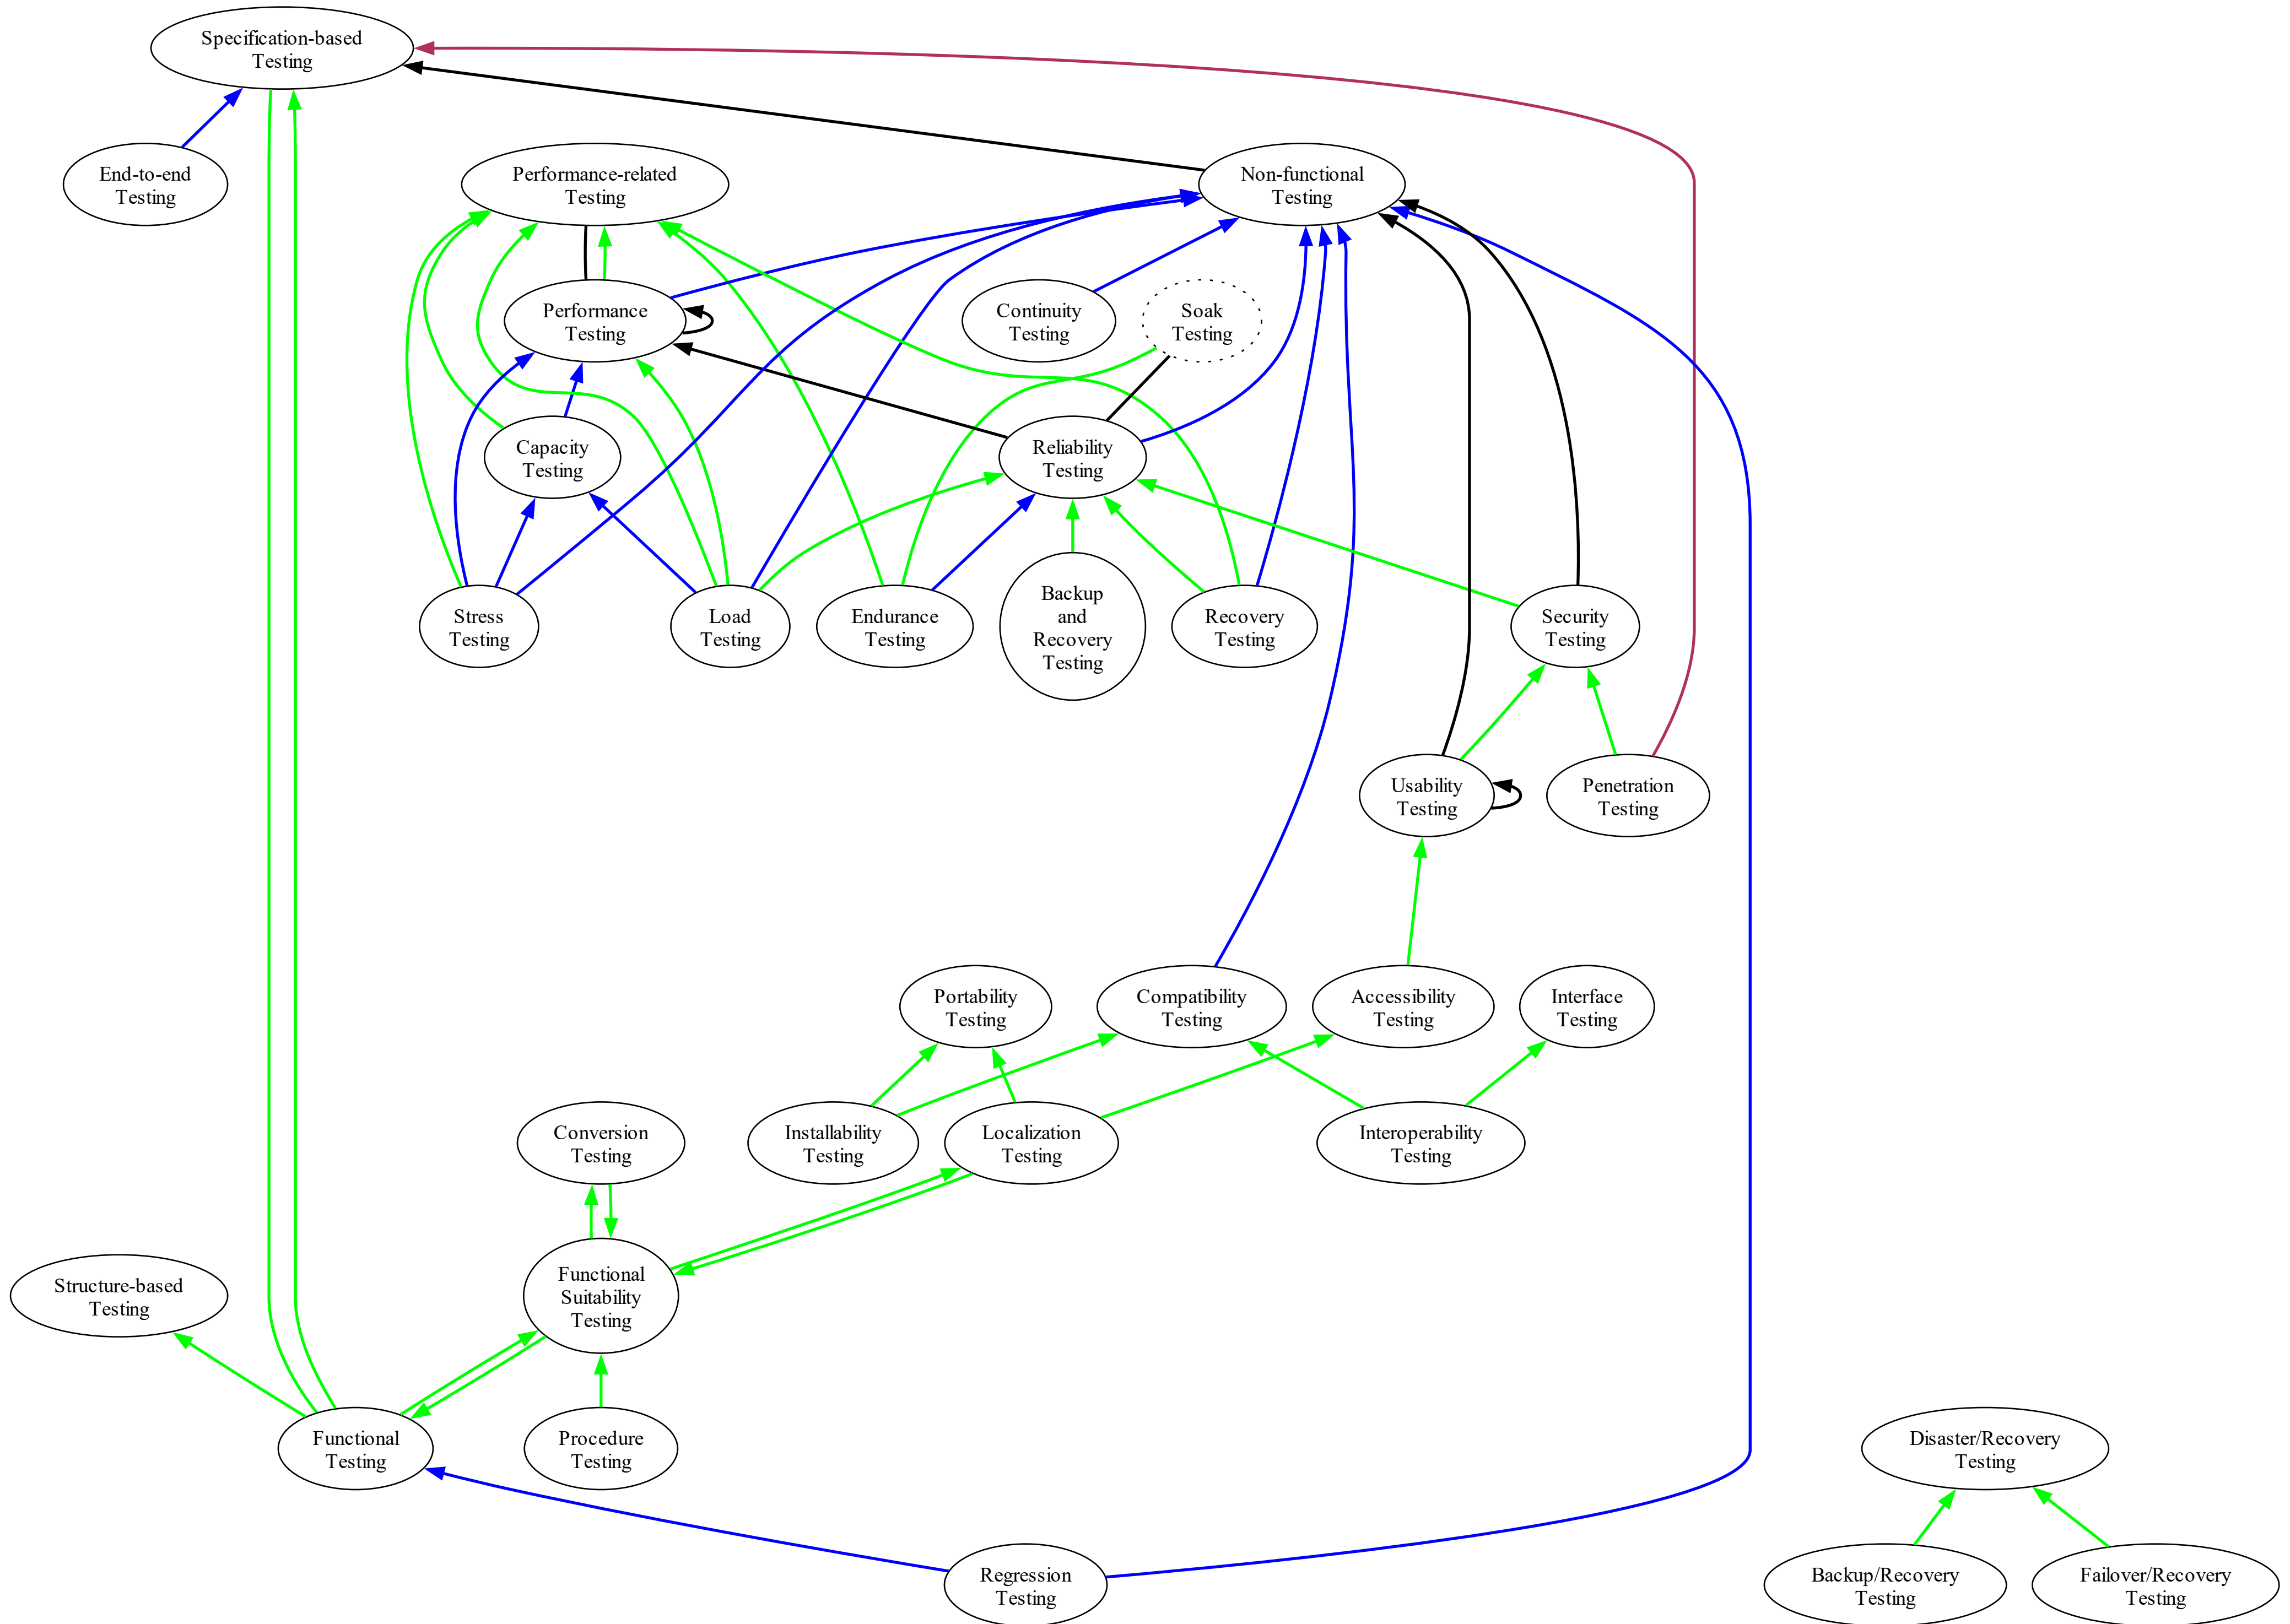 Specification-based
Testing
End-to-end
Testing
Performance-related
Testing
Non-functional
Testing
Performance
Testing
Continuity
Testing
Soak
Testing
Capacity
Testing
Reliability
Testing
Stress
Testing
Load
Testing
Endurance
Testing
Backup
and
Recovery
Testing
Recovery
Testing
Security
Testing
Usability
Testing
Penetration
Testing
Portability
Testing
Compatibility
Testing
Accessibility
Testing
Interface
Testing
Conversion
Testing
Installability
Testing
Localization
Testing
Interoperability
Testing
Structure-based
Testing
Functional
Suitability
Testing
Functional
Testing
Procedure
Testing
Disaster/Recovery
Testing
Regression
Testing
Backup/Recovery
Testing
Failover/Recovery
Testing